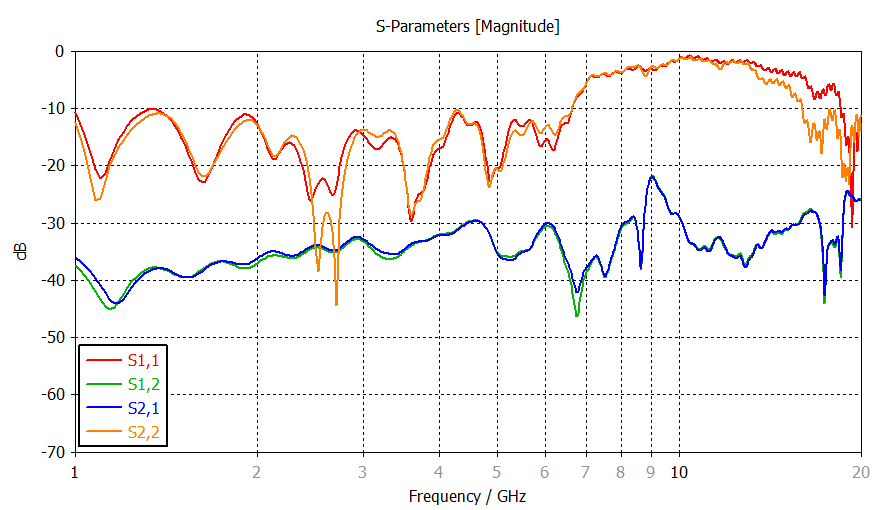 S-Parameters [Magnitude]
0
-10
-20
-30
-40
-50
-60
-70
dB
S1,1
S1,2
S2,1
S2,2
1 2 3 4 5 6 7 8 9 10 20
Frequency / GHz